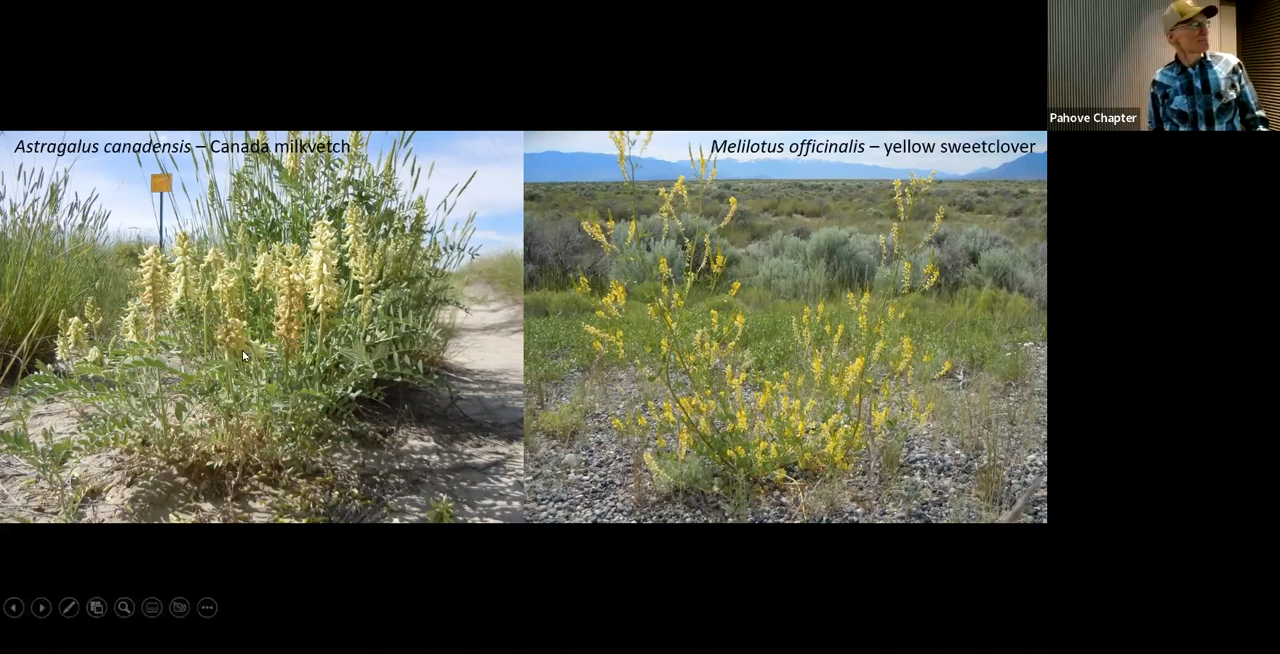 Astragalus canadensis – Canada milkvetch
Melilotus officinalis – yellow sweetclover
Pahove Chapter